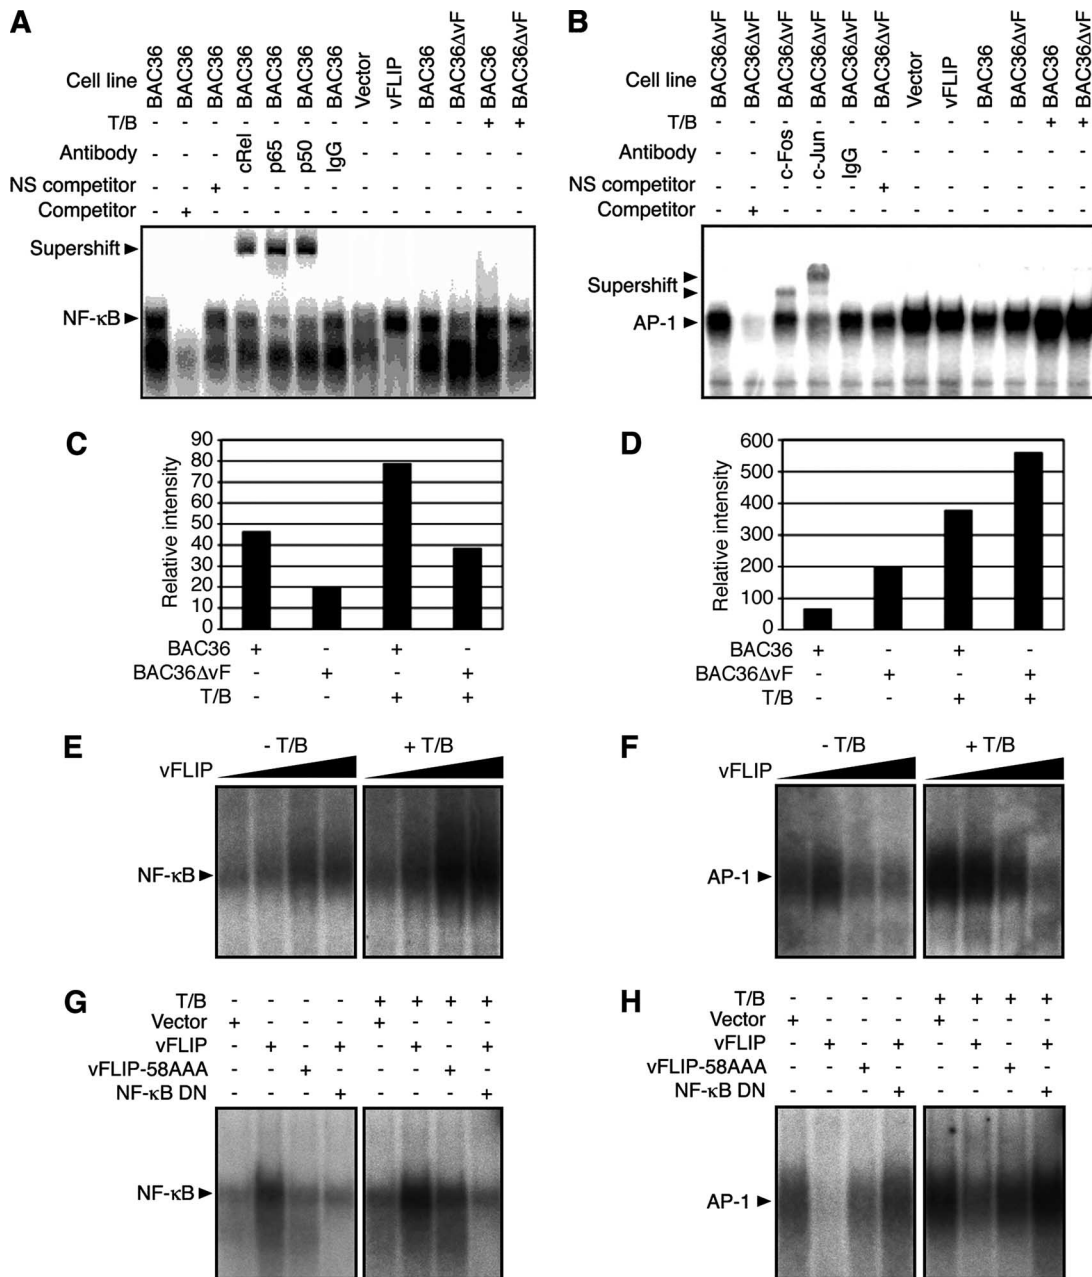 A
Cell line BAC36 BAC36 BAC36 BAC36 BAC36 BAC36 BAC36 Vector vFLIP BAC36 BAC36ΔvF BAC36 BAC36ΔvF
T/B - - - - - - - - - - - + +
Antibody - - - cRel p65 p50 IgG - - - - - -
NS competitor - - + - - - - - - - - - -
Competitor - + - - - - - - - - - - -
Supershift
NF-κB
B
Cell line BAC36ΔvF BAC36ΔvF BAC36ΔvF BAC36ΔvF BAC36ΔvF BAC36ΔvF Vector vFLIP BAC36 BAC36ΔvF BAC36 BAC36ΔvF
T/B - - - - - - - - - - + +
Antibody - - c-Fos c-Jun IgG - - - - - - -
NS competitor - - - - - + - - - - - -
Competitor - + - - - - - - - - - -
Supershift
AP-1
C
Relative intensity
90
80
70
60
50
40
30
20
10
0
BAC36 + - + -
BAC36ΔvF - + - +
T/B - - + +
D
Relative intensity
600
500
400
300
200
100
0
BAC36 + - + -
BAC36ΔvF - + - +
T/B - - + +
E
- T/B + T/B
vFLIP
NF-κB
F
- T/B + T/B
vFLIP
AP-1
G
T/B - - - - + + + +
Vector + - - - + - - -
vFLIP - + - + - + - +
vFLIP-58AAA - - + - - - + -
NF-κB DN - - - + - - - +
NF-κB
H
T/B - - - - + + + +
Vector + - - - + - - -
vFLIP - + - + - + - +
vFLIP-58AAA - - + - - - + -
NF-κB DN - - - + - - - +
AP-1